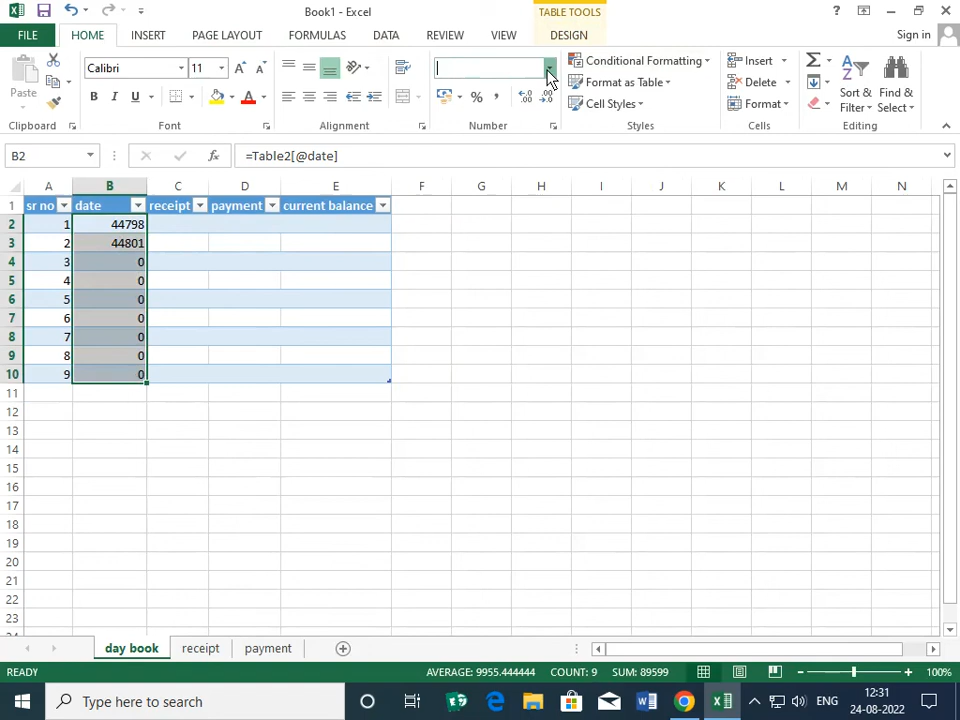 Book1 - Excel
TABLE TOOLS
?
FILE
HOME
INSERT
PAGE LAYOUT
FORMULAS
DATA
REVIEW
VIEW
DESIGN
Sign in
Paste
Calibri
11
A A
B I U
A
%
,
Conditional Formatting
Format as Table
Cell Styles
Insert
Delete
Format
Sort & Filter
Find & Select
Clipboard
Font
Alignment
Number
Styles
Cells
Editing
B2
fx
=Table2[@date]
A B C D E F G H I J K L M N
1 sr no date receipt payment current balance
2 1 44798
3 2 44801
4 3 0
5 4 0
6 5 0
7 6 0
8 7 0
9 8 0
10 9 0
11
12
13
14
15
16
17
18
19
20
21
22
23
day book receipt payment
READY
AVERAGE: 9955.444444 COUNT: 9 SUM: 89599
100%
Type here to search
ENG
12:31
24-08-2022